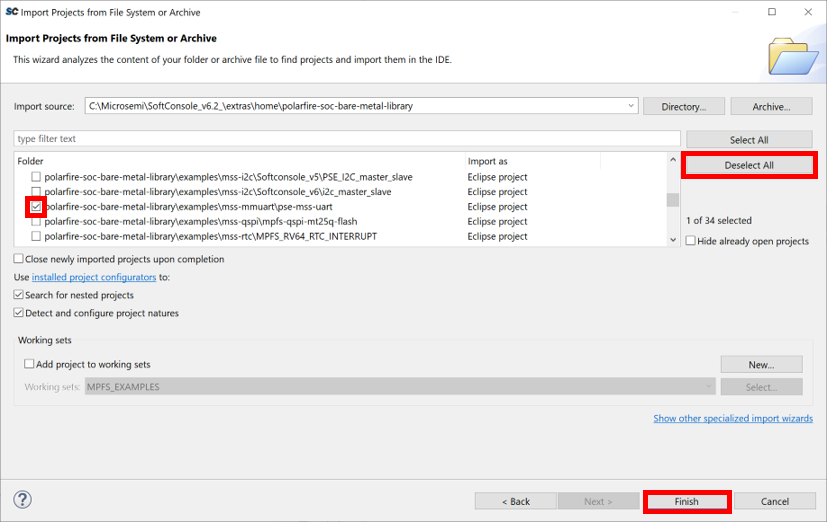 SC Import Projects from File System or Archive
Import Projects from File System or Archive
This wizard analyzes the content of your folder or archive file to find projects and import them in the IDE.
Import source: C:\Microsemi\SoftConsole_v6.2_\extras\home\polarfire-soc-bare-metal-library Directory... Archive...
type filter text Select All
Folder Import as Deselect All
polarfire-soc-bare-metal-library\examples\mss-i2c\Softconsole_v5\PSE_I2C_master_slave Eclipse project
polarfire-soc-bare-metal-library\examples\mss-i2c\Softconsole_v6\i2c_master_slave Eclipse project
polarfire-soc-bare-metal-library\examples\mss-mmuart\pse-mss-uart Eclipse project
polarfire-soc-bare-metal-library\examples\mss-qspi\mpfs-qspi-mt25q-flash Eclipse project
1 of 34 selected
polarfire-soc-bare-metal-library\examples\mss-rtc\MPFS_RV64_RTC_INTERRUPT Eclipse project
Hide already open projects
Close newly imported projects upon completion
Use installed project configurators to:
Search for nested projects
Detect and configure project natures
Working sets
Add project to working sets New...
Working sets: MPFS_EXAMPLES Select...
Show other specialized import wizards
? < Back Next > Finish Cancel